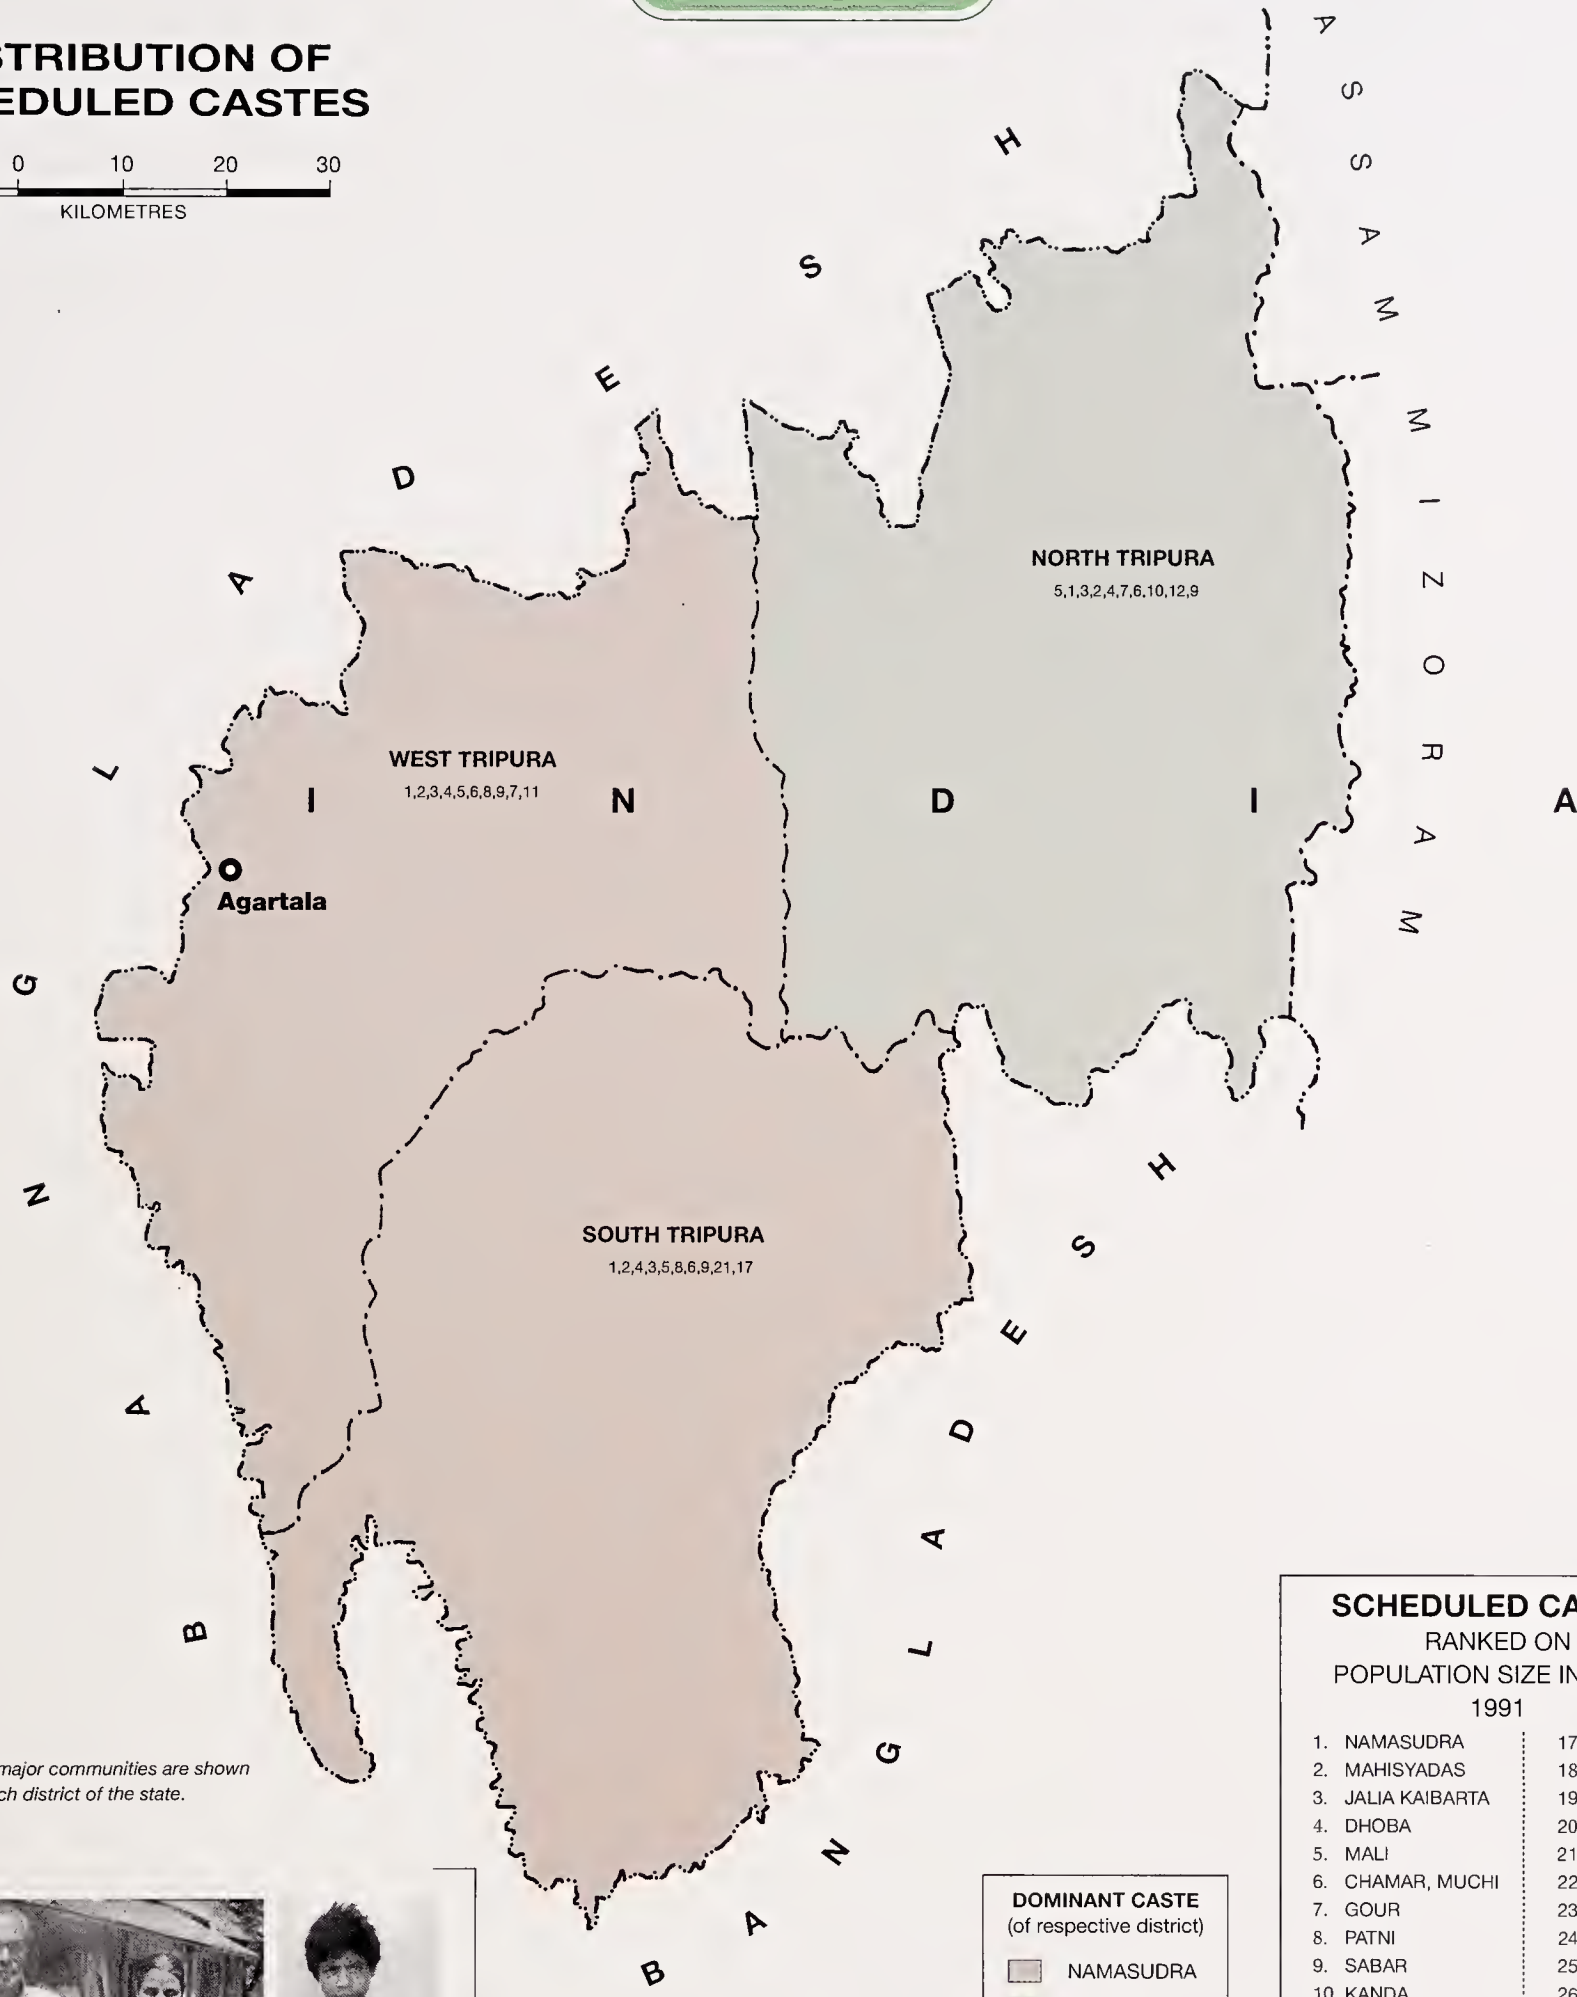 STRIBUTION OF
EDULED CASTES
0 10 20 30
KILOMETRES
A S S A M
M I Z O R A M
B A N G L A D E S H
I N D I A
NORTH TRIPURA
5,1,3,2,4,7,6,10,12,9
WEST TRIPURA
1,2,3,4,5,6,8,9,7,11
Agartala
SOUTH TRIPURA
1,2,4,3,5,8,6,9,21,17
B A N G L A D E S H
major communities are shown
ch district of the state.
DOMINANT CASTE
(of respective district)
NAMASUDRA
SCHEDULED CA
RANKED ON
POPULATION SIZE IN
1991
1. NAMASUDRA 17
2. MAHISYADAS 18
3. JALIA KAIBARTA 19
4. DHOBA 20
5. MALI 21
6. CHAMAR, MUCHI 22
7. GOUR 23
8. PATNI 24
9. SABAR 25
10. KANDA 26